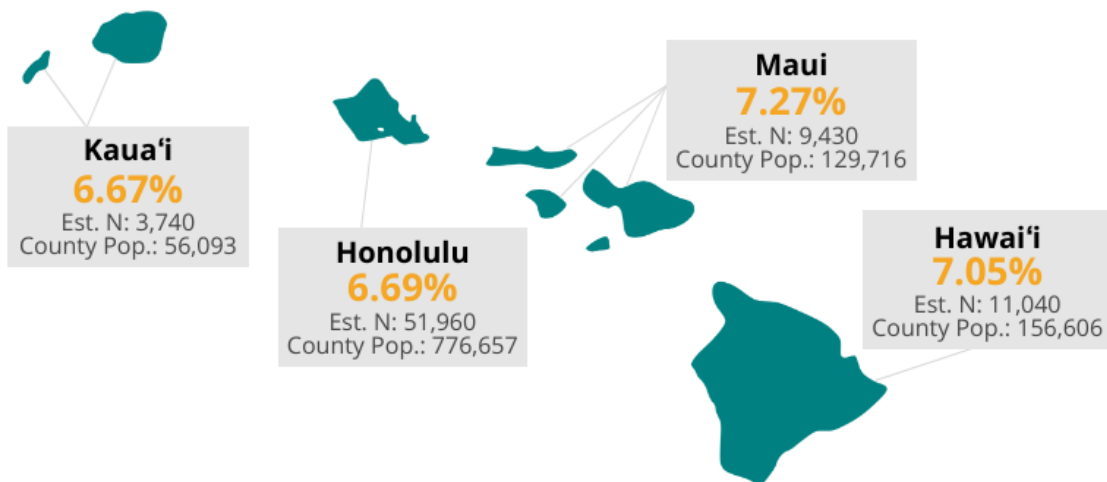 Kauaʻi
6.67%
Est. N: 3,740
County Pop.: 56,093
Honolulu
6.69%
Est. N: 51,960
County Pop.: 776,657
Maui
7.27%
Est. N: 9,430
County Pop.: 129,716
Hawaiʻi
7.05%
Est. N: 11,040
County Pop.: 156,606